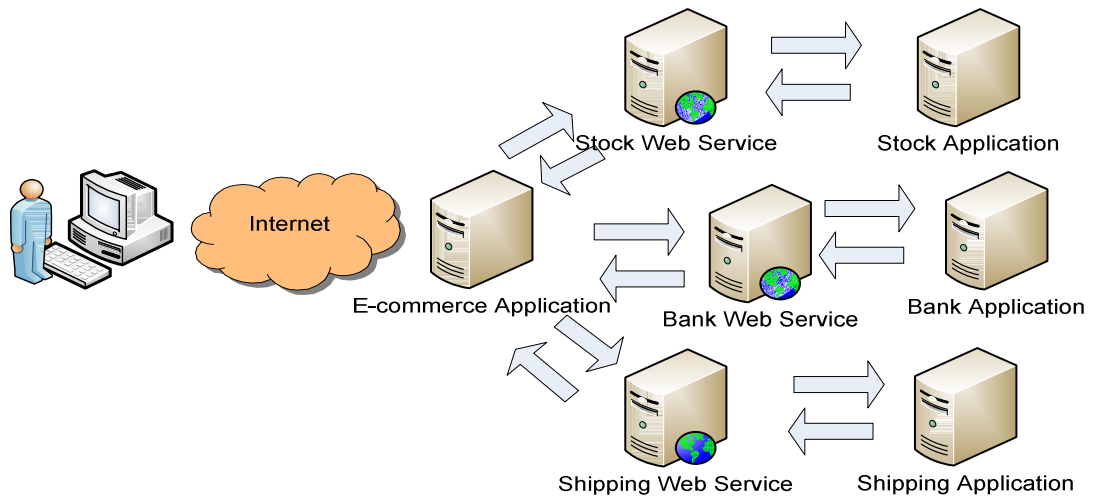 Stock Web Service
Stock Application
Internet
E-commerce Application
Bank Web Service
Bank Application
Shipping Web Service
Shipping Application